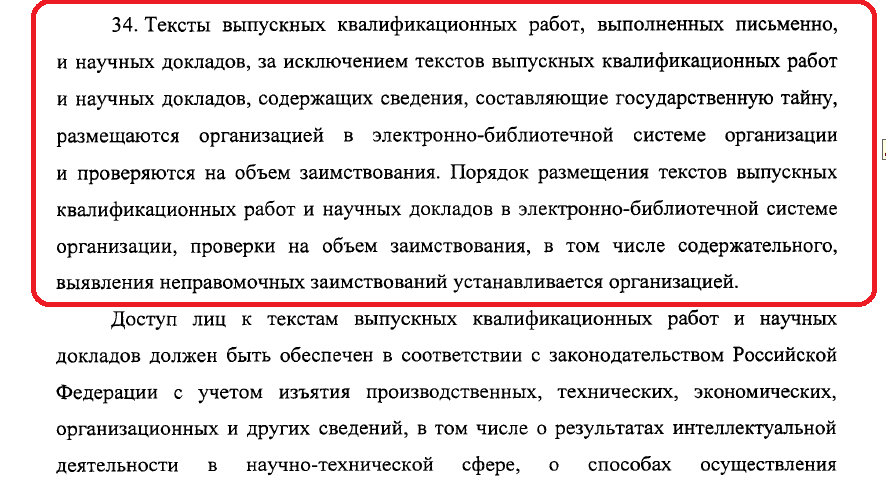 34. Тексты выпускных квалификационных работ, выполненных письменно,
и научных докладов, за исключением текстов выпускных квалификационных работ
и научных докладов, содержащих сведения, составляющие государственную тайну,
размещаются организацией в электронно-библиотечной системе организации
и проверяются на объем заимствования. Порядок размещения текстов выпускных
квалификационных работ и научных докладов в электронно-библиотечной системе
организации, проверки на объем заимствования, в том числе содержательного,
выявления неправомочных заимствований устанавливается организацией.
Доступ лиц к текстам выпускных квалификационных работ и научных
докладов должен быть обеспечен в соответствии с законодательством Российской
Федерации с учетом изъятия производственных, технических, экономических,
организационных и других сведений, в том числе о результатах интеллектуальной
деятельности в научно-технической сфере, о способах осуществления